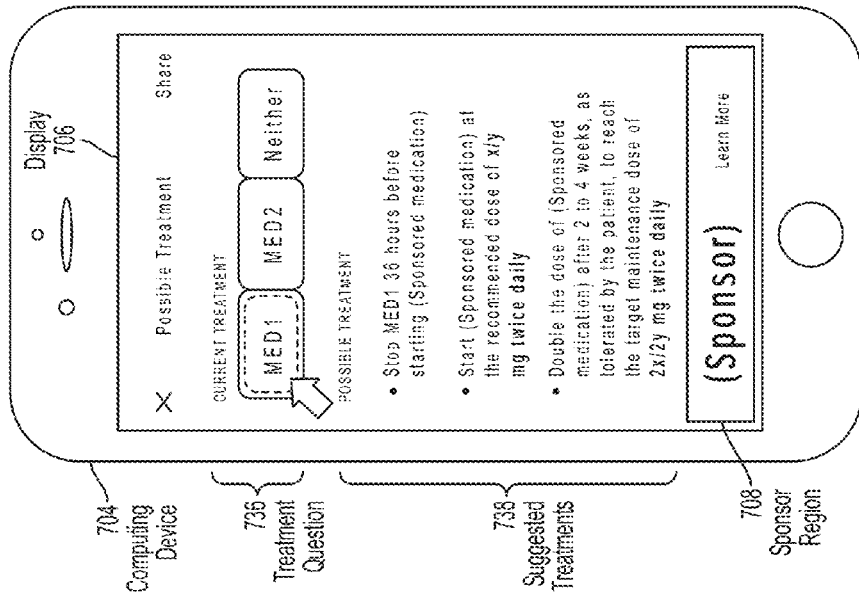 Display
706
704
Computing
Device
X Possible Treatment Share
CURRENT TREATMENT
MED1 MED2 Neither
736
Treatment
Question
POSSIBLE TREATMENT
• Stop MED1 36 hours before
starting (Sponsored medication)
• Start (Sponsored medication) at
the recommended dose of x/y
mg twice daily
• Double the dose of (Sponsored
medication) after 2 to 4 weeks, as
tolerated by the patient, to reach
the target maintenance dose of
2x/2y mg twice daily
738
Suggested
Treatments
(Sponsor) Learn More
708
Sponsor
Region